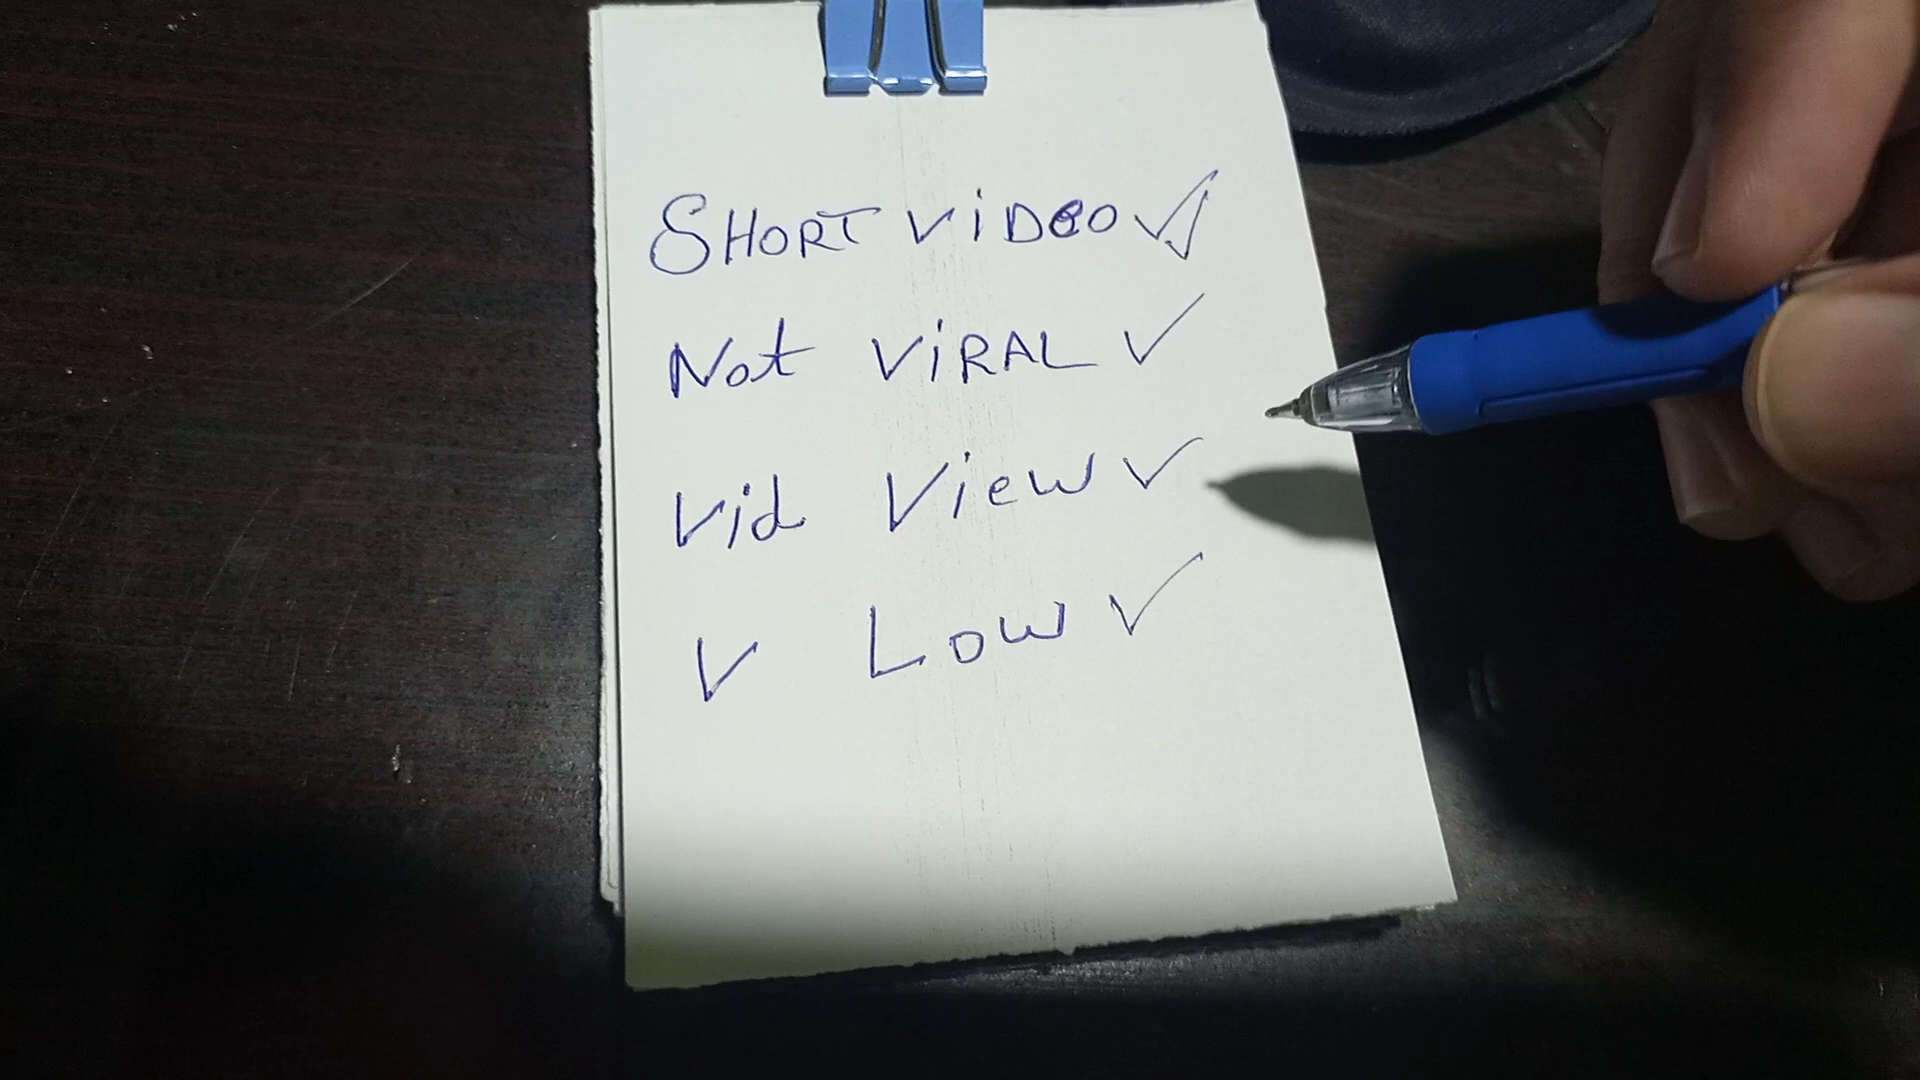 SHORT ViDEO ✓
Not ViRAL ✓
Vid View ✓
V Low ✓